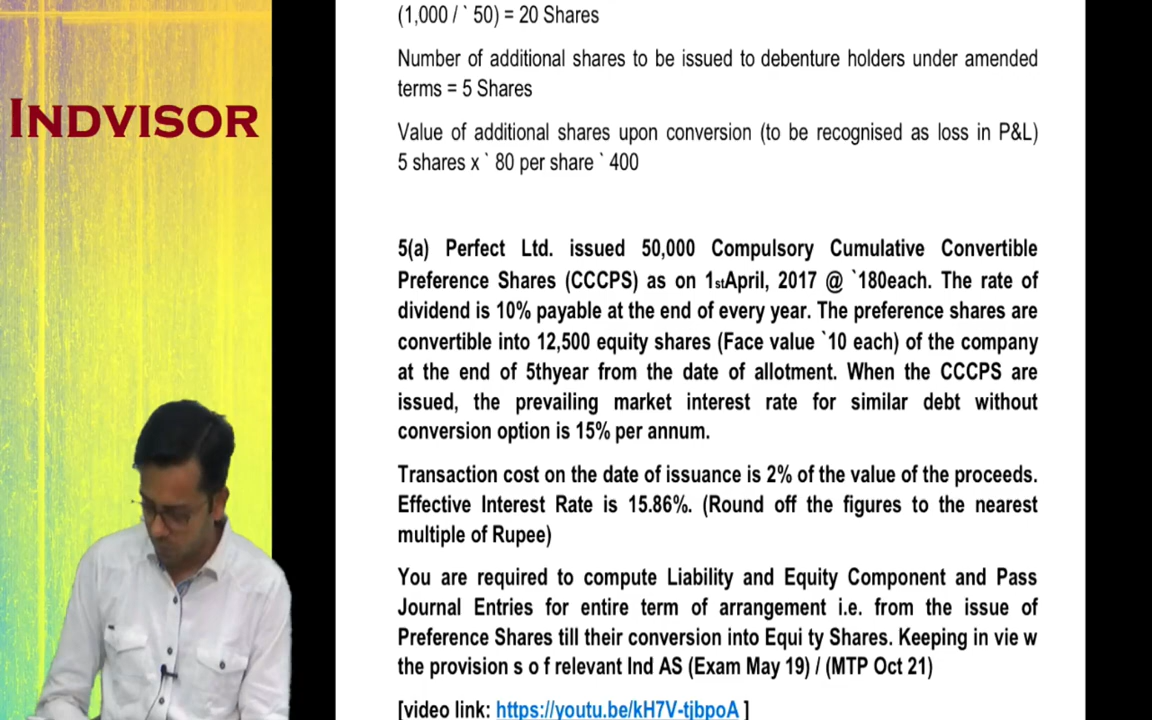 INDVISOR
(1,000 / ` 50) = 20 Shares
Number of additional shares to be issued to debenture holders under amended
terms = 5 Shares
Value of additional shares upon conversion (to be recognised as loss in P&L)
5 shares x ` 80 per share ` 400
5(a) Perfect Ltd. issued 50,000 Compulsory Cumulative Convertible
Preference Shares (CCCPS) as on 1stApril, 2017 @ `180each. The rate of
dividend is 10% payable at the end of every year. The preference shares are
convertible into 12,500 equity shares (Face value `10 each) of the company
at the end of 5thyear from the date of allotment. When the CCCPS are
issued, the prevailing market interest rate for similar debt without
conversion option is 15% per annum.
Transaction cost on the date of issuance is 2% of the value of the proceeds.
Effective Interest Rate is 15.86%. (Round off the figures to the nearest
multiple of Rupee)
You are required to compute Liability and Equity Component and Pass
Journal Entries for entire term of arrangement i.e. from the issue of
Preference Shares till their conversion into Equi ty Shares. Keeping in vie w
the provision s o f relevant Ind AS (Exam May 19) / (MTP Oct 21)
[video link: https://youtu.be/kH7V-tjbpoA ]